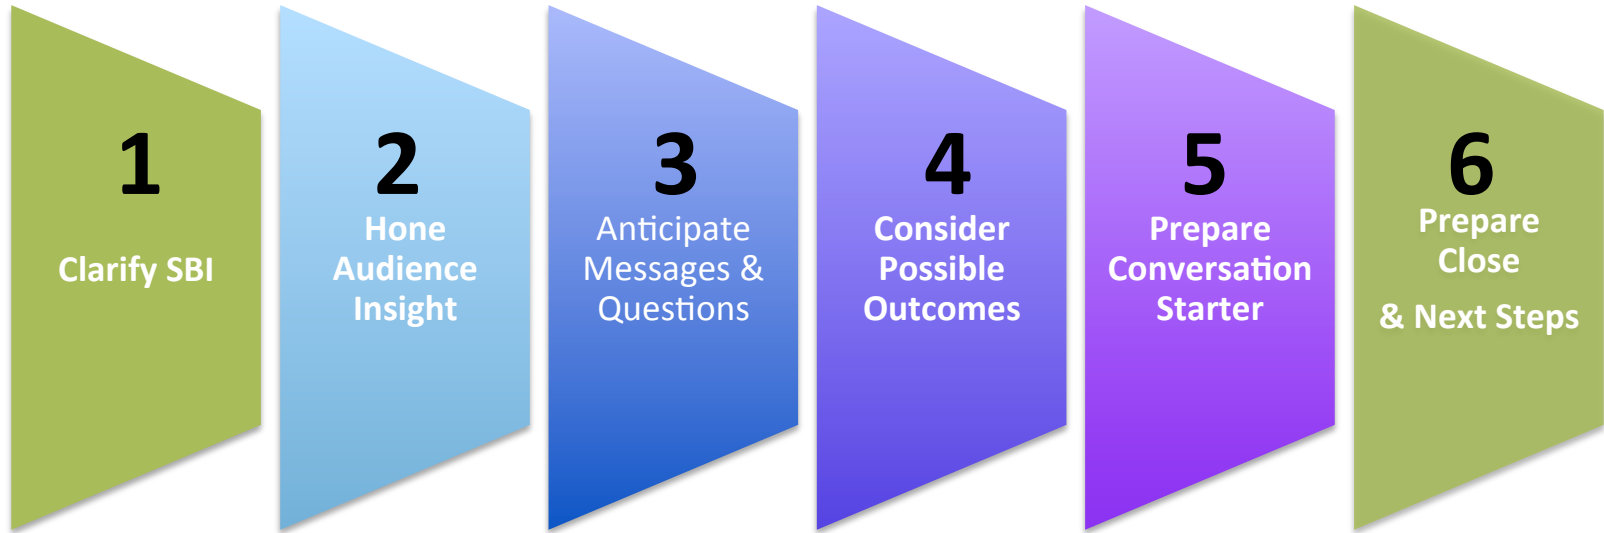 1
Clarify SBI
2
Hone
Audience
Insight
3
Anticipate
Messages &
Questions
4
Consider
Possible
Outcomes
5
Prepare
Conversation
Starter
6
Prepare
Close
& Next Steps